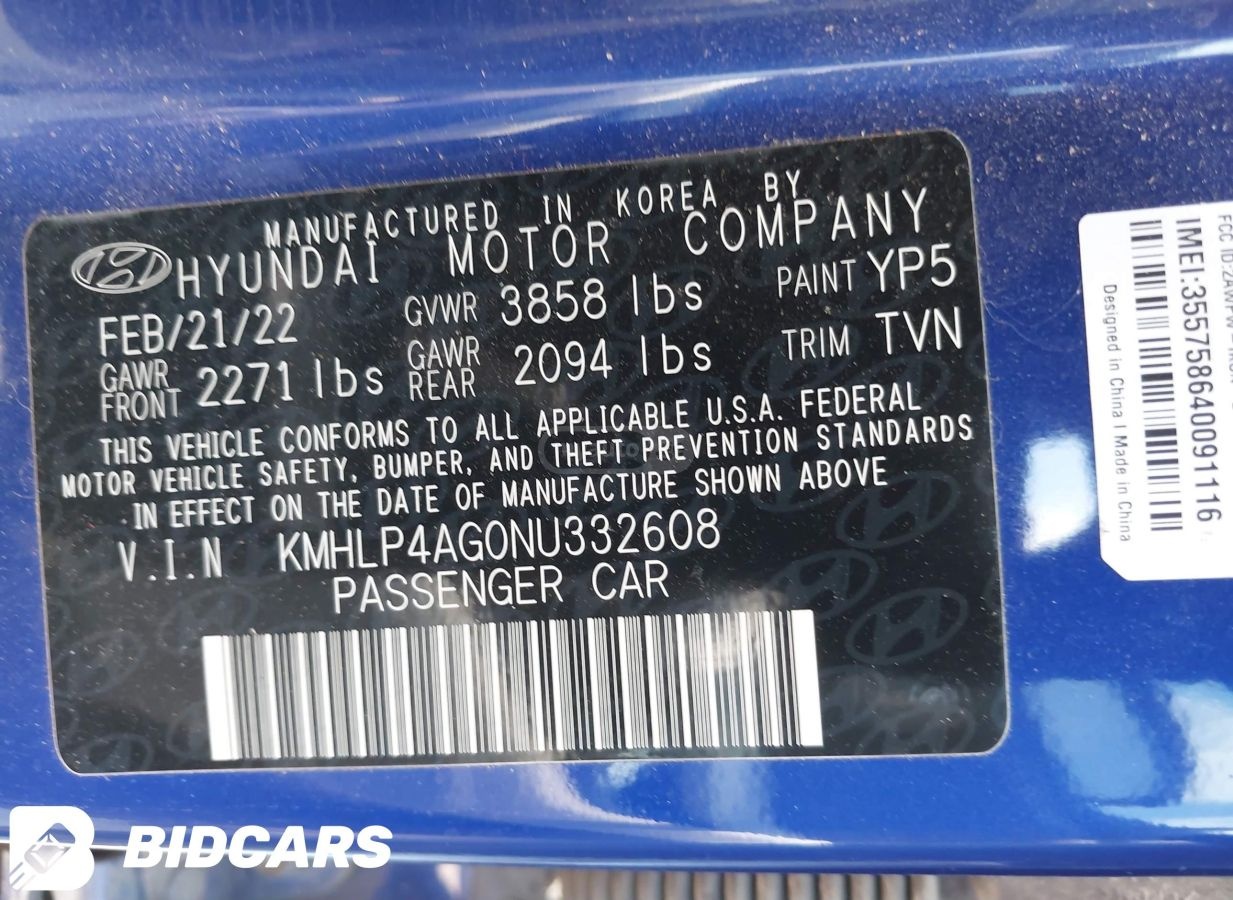 MANUFACTURED IN KOREA BY
HYUNDAI MOTOR COMPANY
FEB/21/22 GVWR 3858 lbs PAINT YP5
GAWR FRONT 2271 lbs GAWR REAR 2094 lbs TRIM TVN
THIS VEHICLE CONFORMS TO ALL APPLICABLE U.S.A. FEDERAL
MOTOR VEHICLE SAFETY, BUMPER, AND THEFT PREVENTION STANDARDS
IN EFFECT ON THE DATE OF MANUFACTURE SHOWN ABOVE
V.I.N KMHLP4AG0NU332608
PASSENGER CAR
IMEI:355758640091116
Designed in China | Made in China
BIDCARS